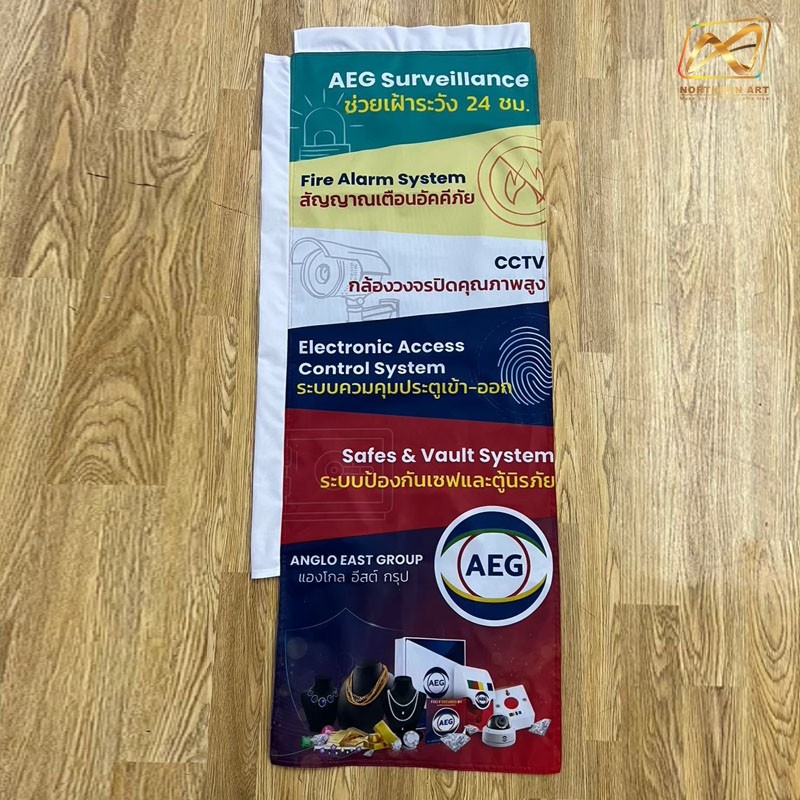 NORTHERN ART
AEG Surveillance
ช่วยเฝ้าระวัง 24 ชม.
Fire Alarm System
สัญญาณเตือนอัคคีภัย
CCTV
กล้องวงจรปิดคุณภาพสูง
Electronic Access
Control System
ระบบควมคุมประตูเข้า-ออก
Safes & Vault System
ระบบป้องกันเซฟและตู้นิรภัย
ANGLO EAST GROUP
แองโกล อีสต์ กรุป
AEG
AEG
AEG